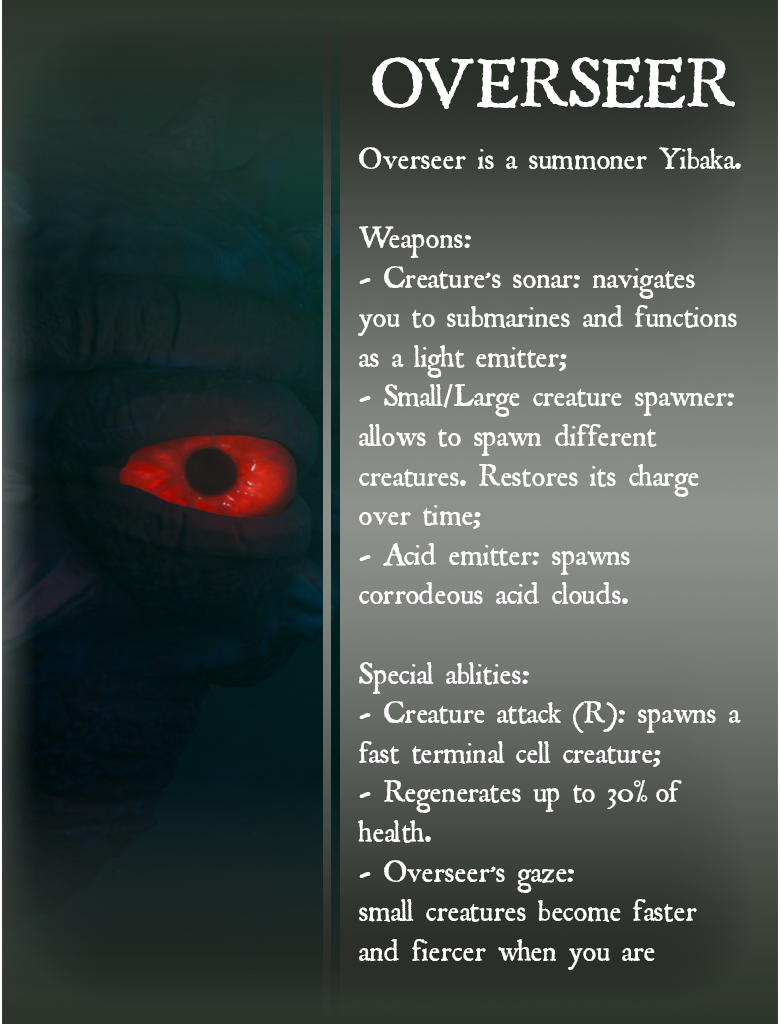 OVERSEER
Overseer is a summoner Yibaka.
Weapons:
- Creature's sonar: navigates
you to submarines and functions
as a light emitter;
- Small/Large creature spawner:
allows to spawn different
creatures. Restores its charge
over time;
- Acid emitter: spawns
corrodeous acid clouds.
Special ablities:
- Creature attack (R): spawns a
fast terminal cell creature;
- Regenerates up to 30% of
health.
- Overseer's gaze:
small creatures become faster
and fiercer when you are